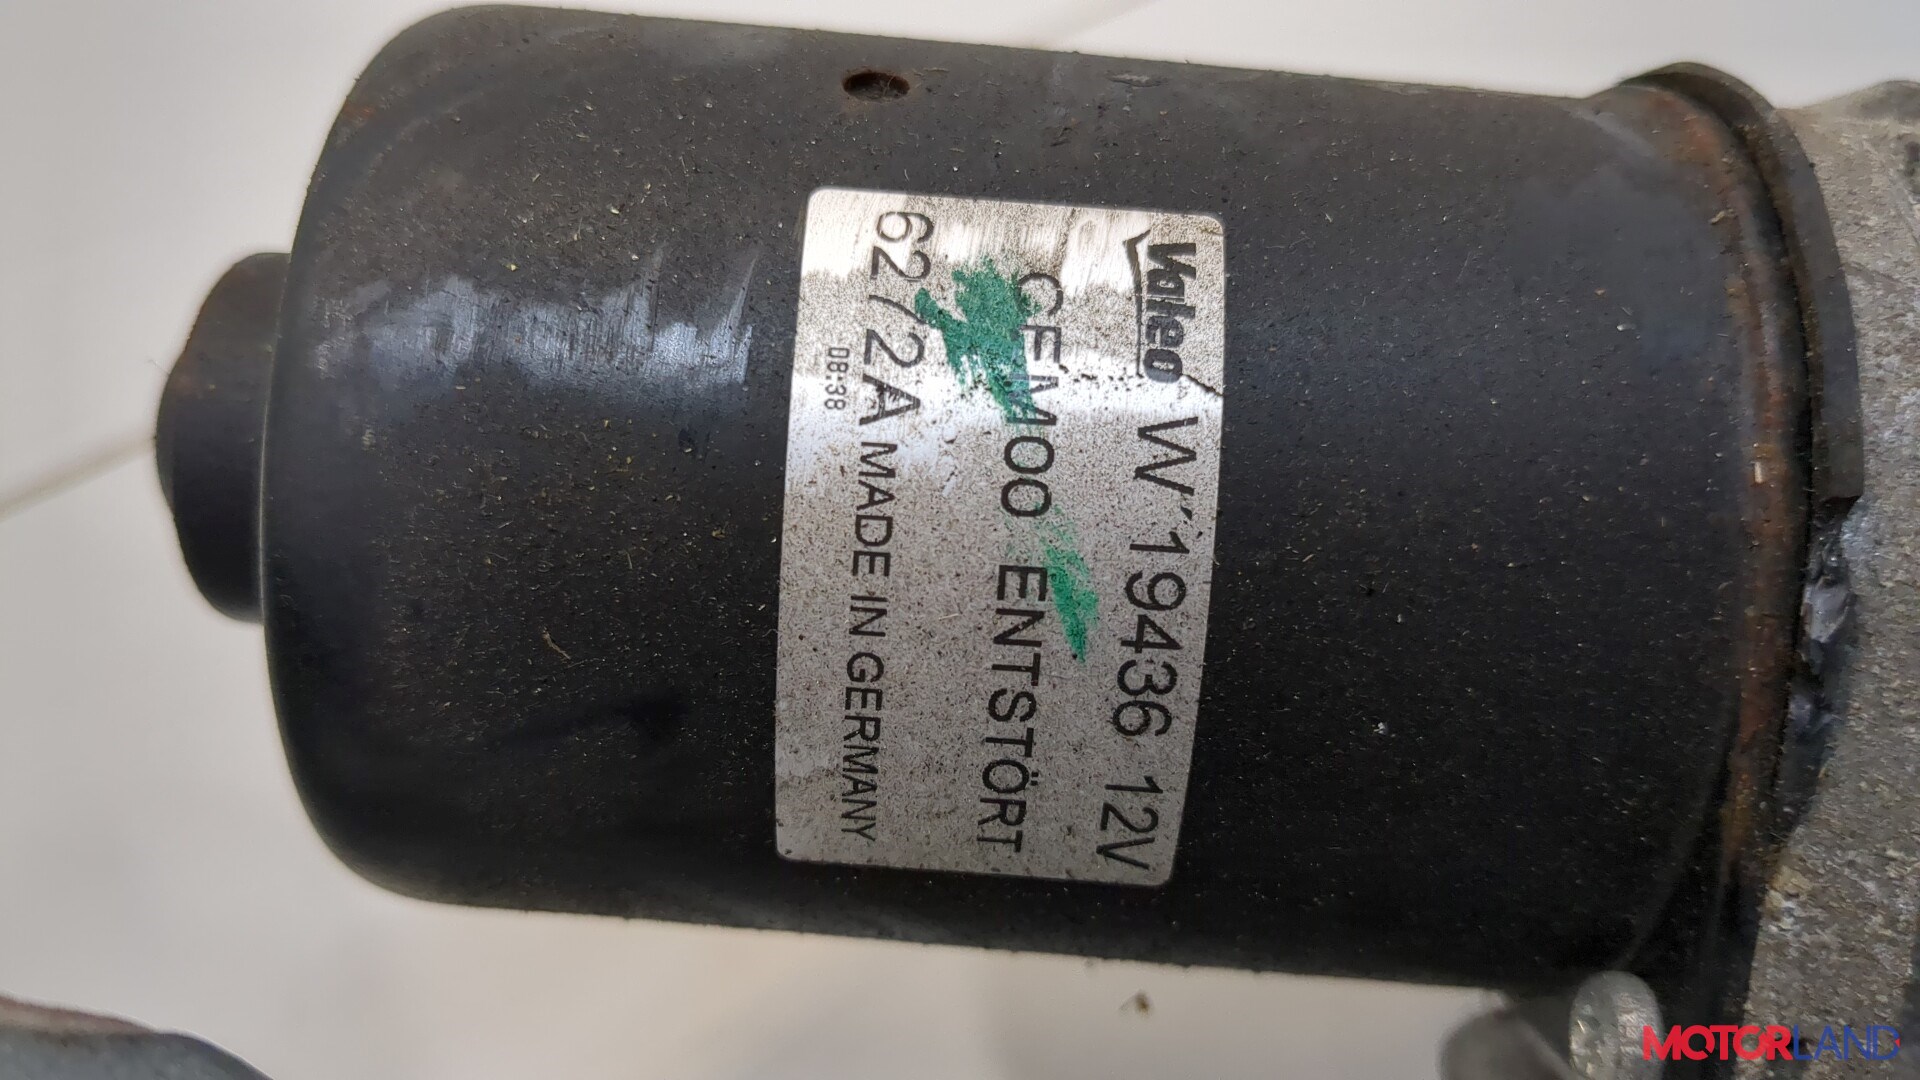 Valeo W 19436 12V
CEM00 ENTSTÖRT
6272A MADE IN GERMANY
08:38
MOTORLAND